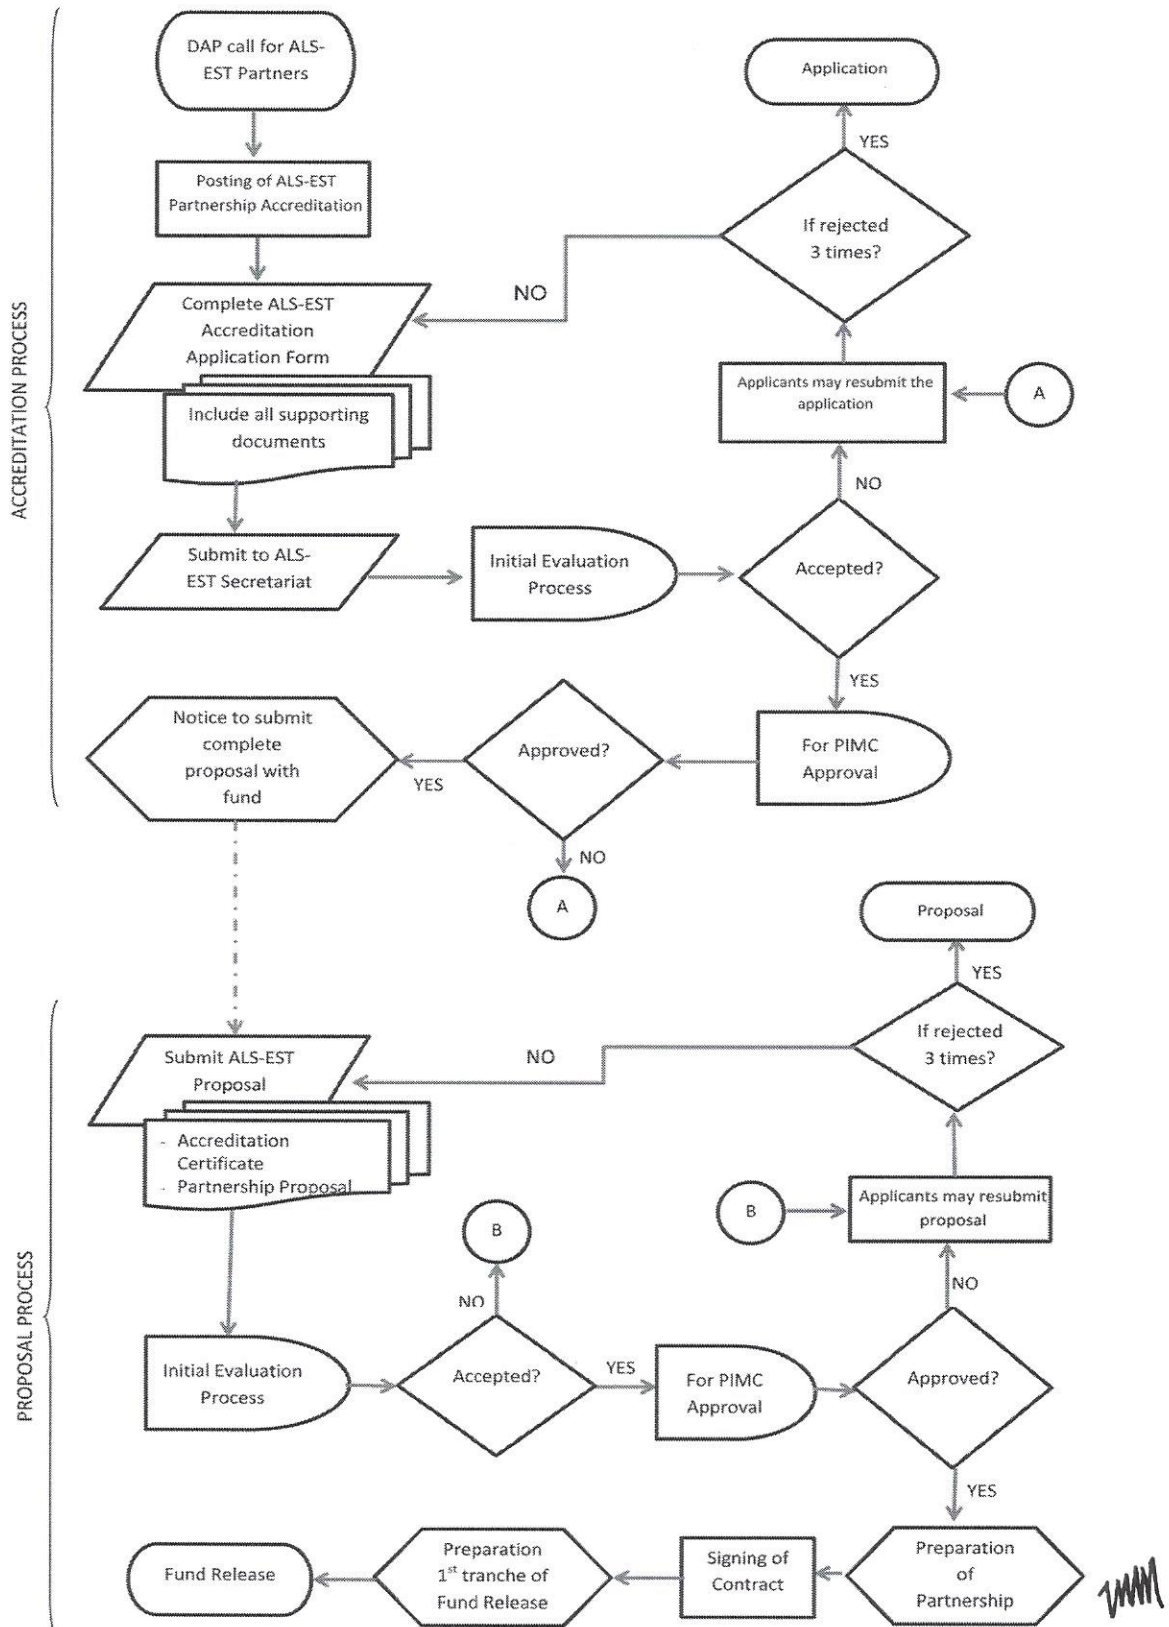 ACCREDITATION PROCESS
DAP call for ALS-
EST Partners
Posting of ALS-EST
Partnership Accreditation
Complete ALS-EST
Accreditation
Application Form
Include all supporting
documents
Submit to ALS-
EST Secretariat
Initial Evaluation
Process
Accepted?
NO
YES
Applicants may resubmit the
application
A
If rejected
3 times?
NO
YES
Application
For PIMC
Approval
Approved?
YES
NO
A
Notice to submit
complete
proposal with
fund
PROPOSAL PROCESS
Submit ALS-EST
Proposal
- Accreditation
Certificate
- Partnership Proposal
Initial Evaluation
Process
Accepted?
NO
B
YES
For PIMC
Approval
Approved?
NO
Applicants may resubmit
proposal
B
If rejected
3 times?
NO
YES
Proposal
YES
Preparation
of
Partnership
Signing of
Contract
Preparation
1st tranche of
Fund Release
Fund Release